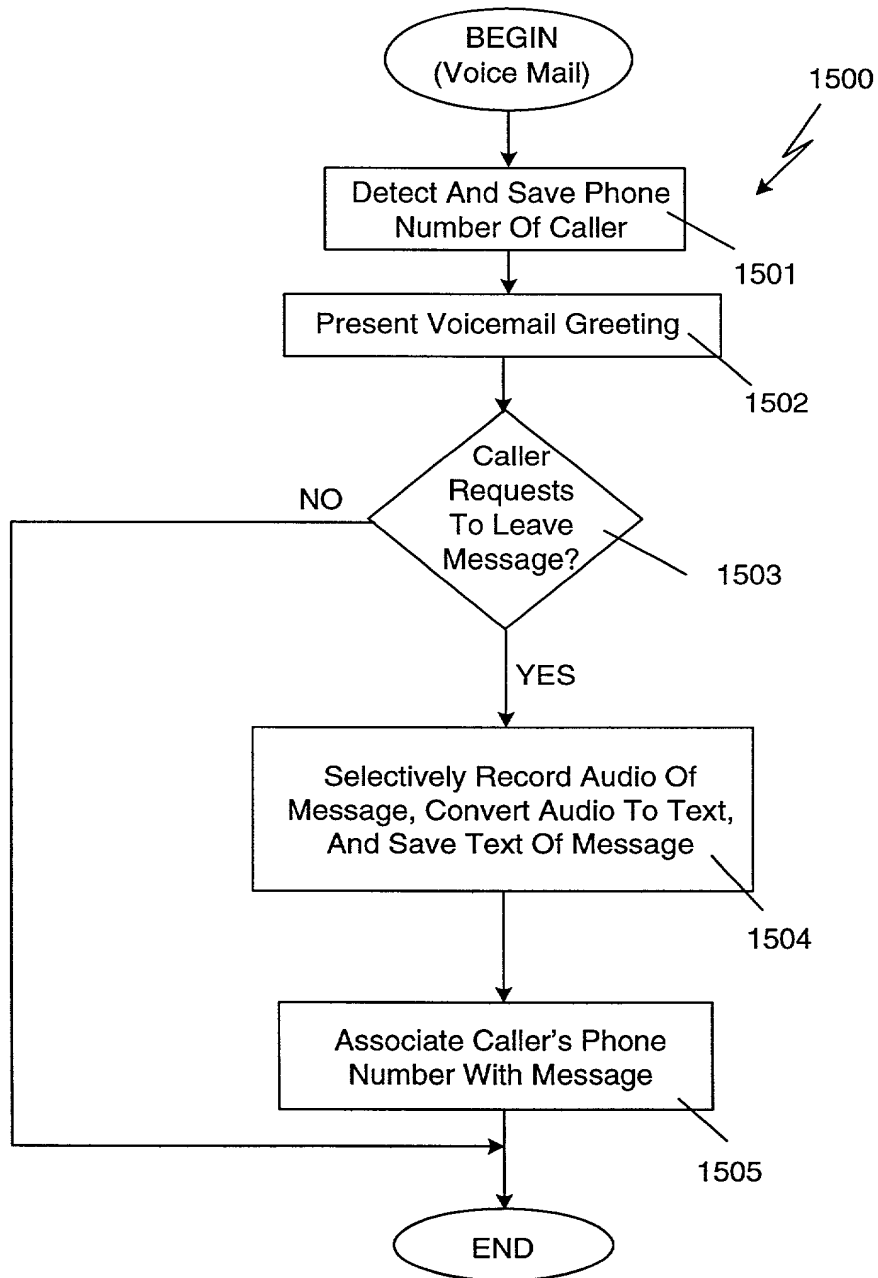 BEGIN
(Voice Mail)
1500
Detect And Save Phone
Number Of Caller
1501
Present Voicemail Greeting
1502
Caller
Requests
To Leave
Message?
NO
1503
YES
Selectively Record Audio Of
Message, Convert Audio To Text,
And Save Text Of Message
1504
Associate Caller's Phone
Number With Message
1505
END